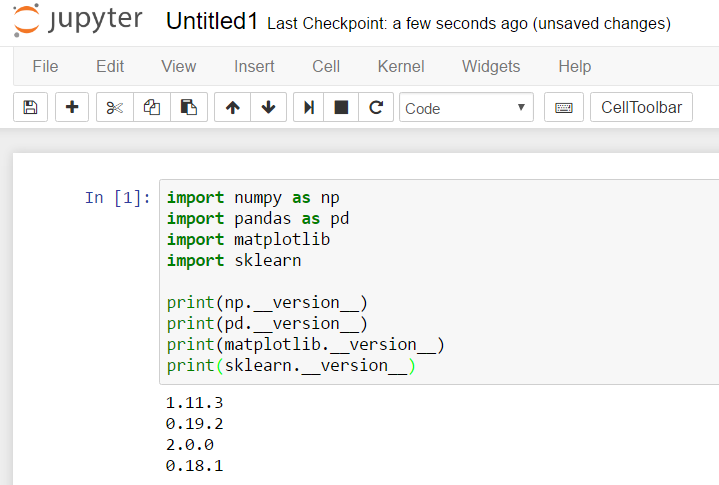 jupyter Untitled1 Last Checkpoint: a few seconds ago (unsaved changes)
File Edit View Insert Cell Kernel Widgets Help
Code CellToolbar
In [1]: import numpy as np
import pandas as pd
import matplotlib
import sklearn
print(np.__version__)
print(pd.__version__)
print(matplotlib.__version__)
print(sklearn.__version__)
1.11.3
0.19.2
2.0.0
0.18.1